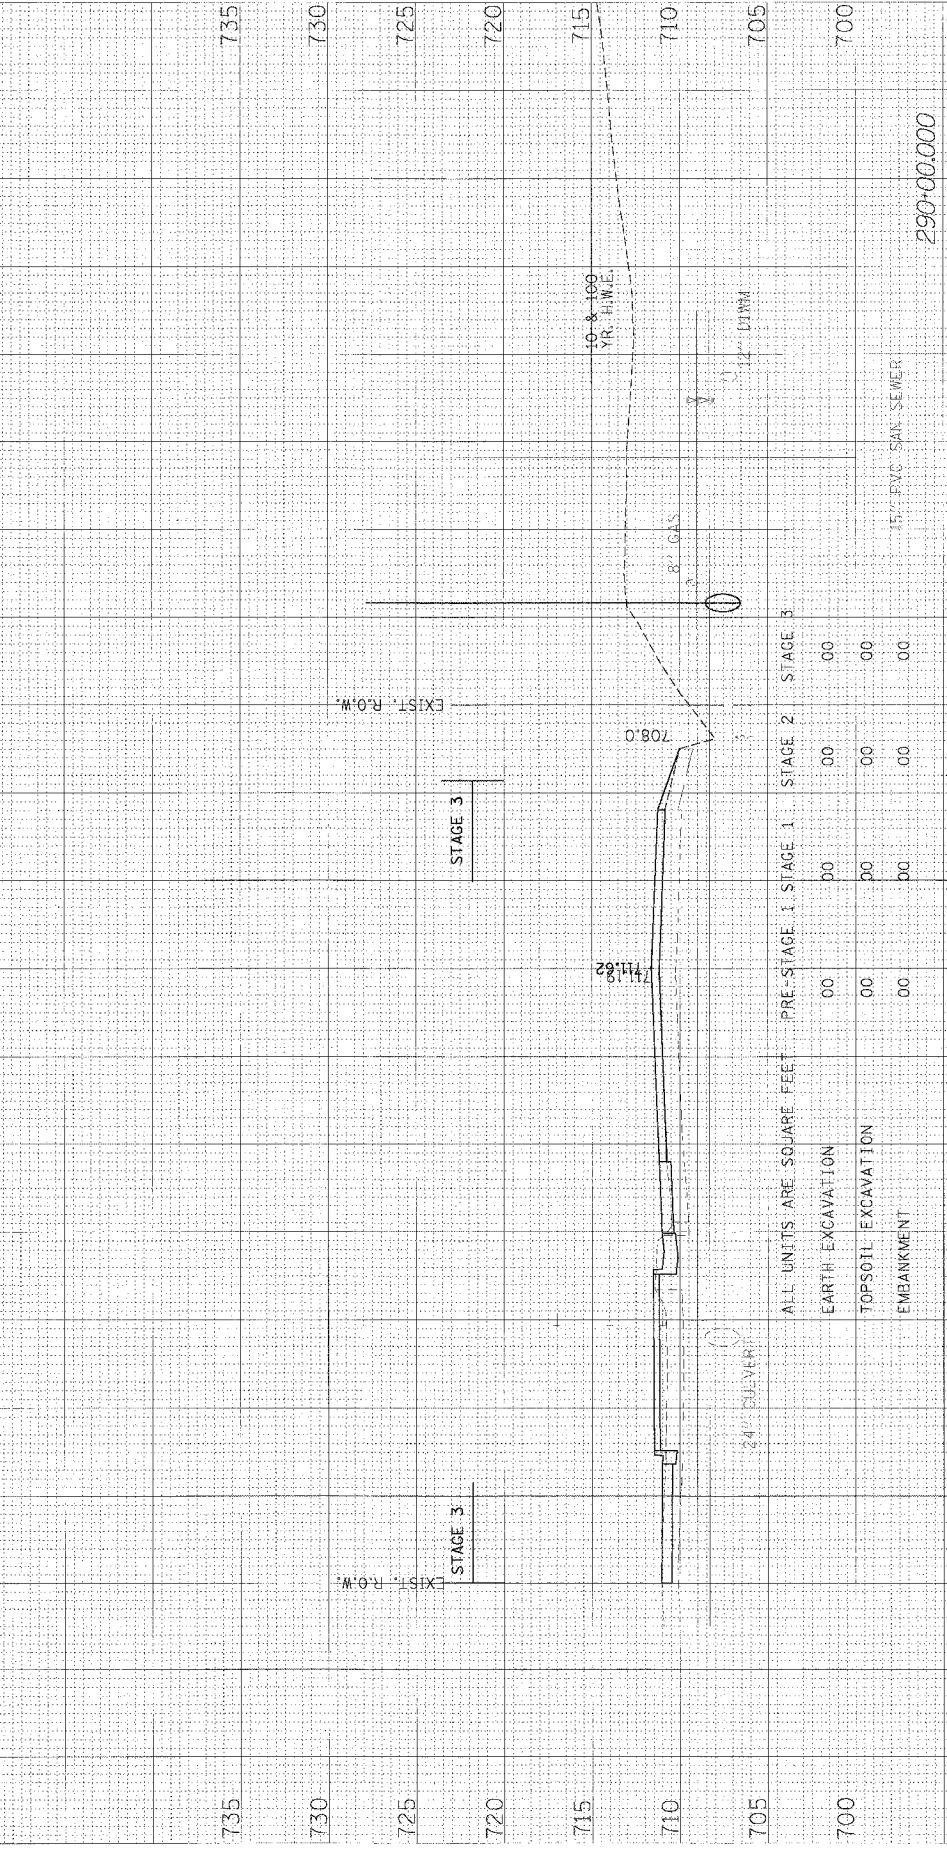 735 735
730 730
725 725
720 720
715 715
710 710
705 705
700 700
EXIST. R.O.W.
EXIST. R.O.W.
STAGE 3
STAGE 3
10 & 100
YR. H.W.E.
711.62
711.19
708.0
8" GAS
12" DIWM
24" CULVERT
15" PVC SAN SEWER
ALL UNITS ARE SQUARE FEET PRE-STAGE 1 STAGE 1 STAGE 2 STAGE 3
EARTH EXCAVATION 00 00 00 00
TOPSOIL EXCAVATION 00 00 00 00
EMBANKMENT 00 00 00 00
290+00.000